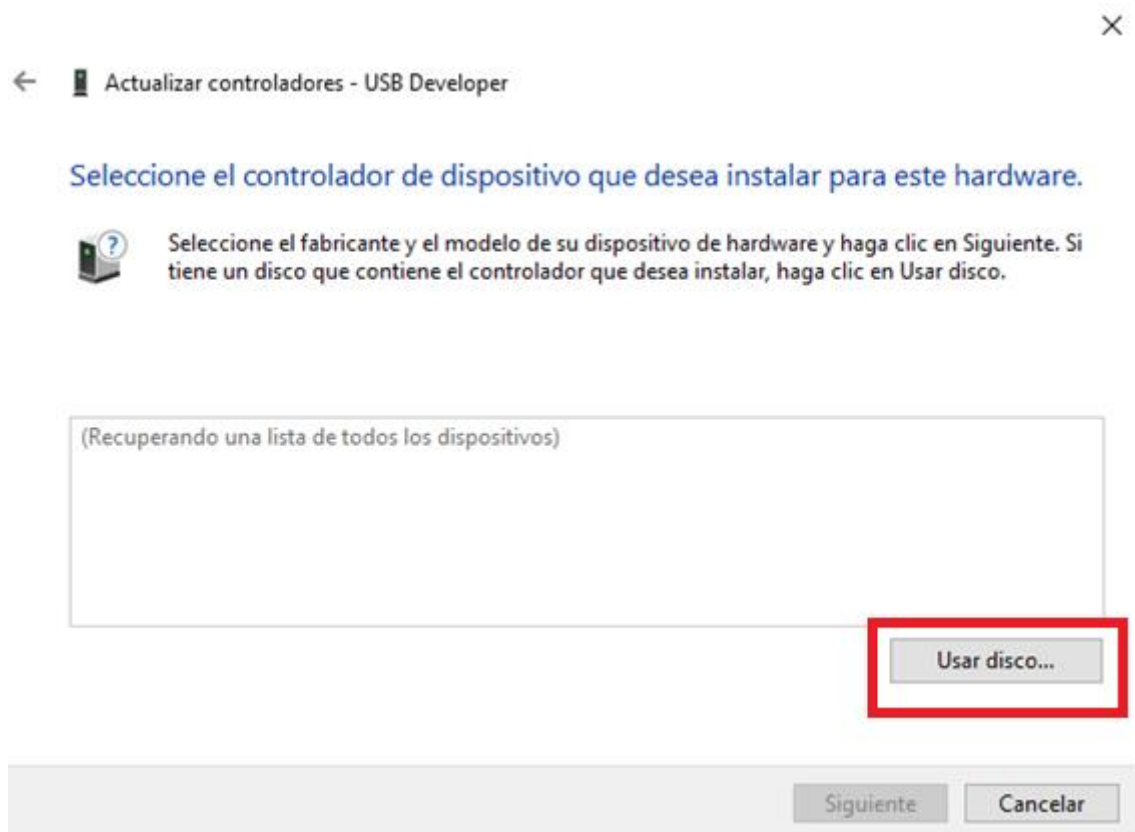 Actualizar controladores - USB Developer
Seleccione el controlador de dispositivo que desea instalar para este hardware.
Seleccione el fabricante y el modelo de su dispositivo de hardware y haga clic en Siguiente. Si
tiene un disco que contiene el controlador que desea instalar, haga clic en Usar disco.
(Recuperando una lista de todos los dispositivos)
Usar disco...
Siguiente
Cancelar